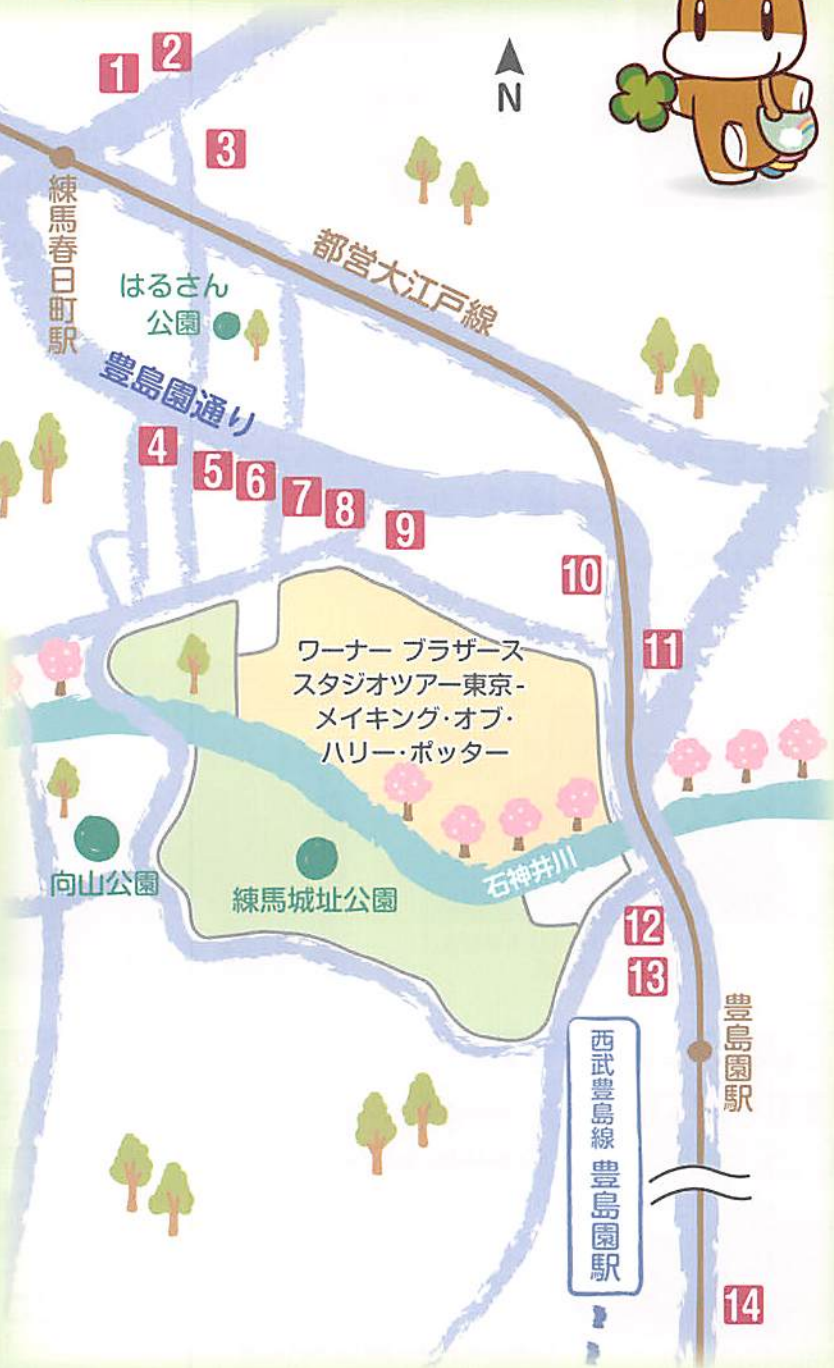 1
2
N
3
練馬春日町駅
都営大江戸線
はるさん
公園
豊島園通り
4
5
6
7
8
9
10
11
ワーナー ブラザース
スタジオツアー東京-
メイキング・オブ・
ハリー・ポッター
向山公園
練馬城址公園
石神井川
12
13
豊島園駅
西武豊島線 豊島園駅
14